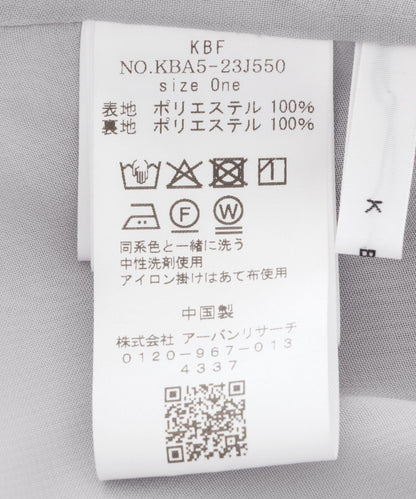 KBF
NO.KBA5-23J550
size One
表地 ポリエステル 100%
裏地 ポリエステル 100%
F
W
同系色と一緒に洗う
中性洗剤使用
アイロン掛けはあて布使用
中国製
株式会社 アーバンリサーチ
0120-967-013
4337
K
B